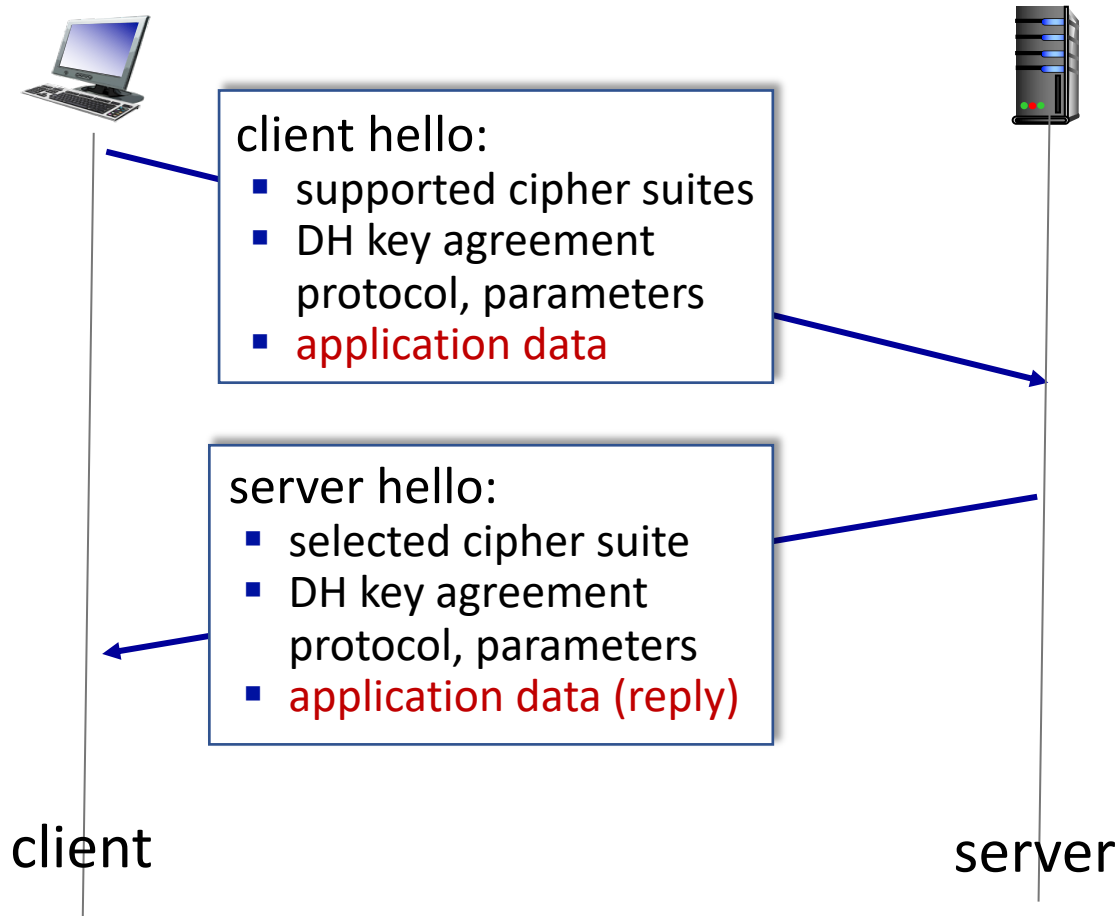 client hello:
▪ supported cipher suites
▪ DH key agreement
protocol, parameters
▪ application data
server hello:
▪ selected cipher suite
▪ DH key agreement
protocol, parameters
▪ application data (reply)
client
server